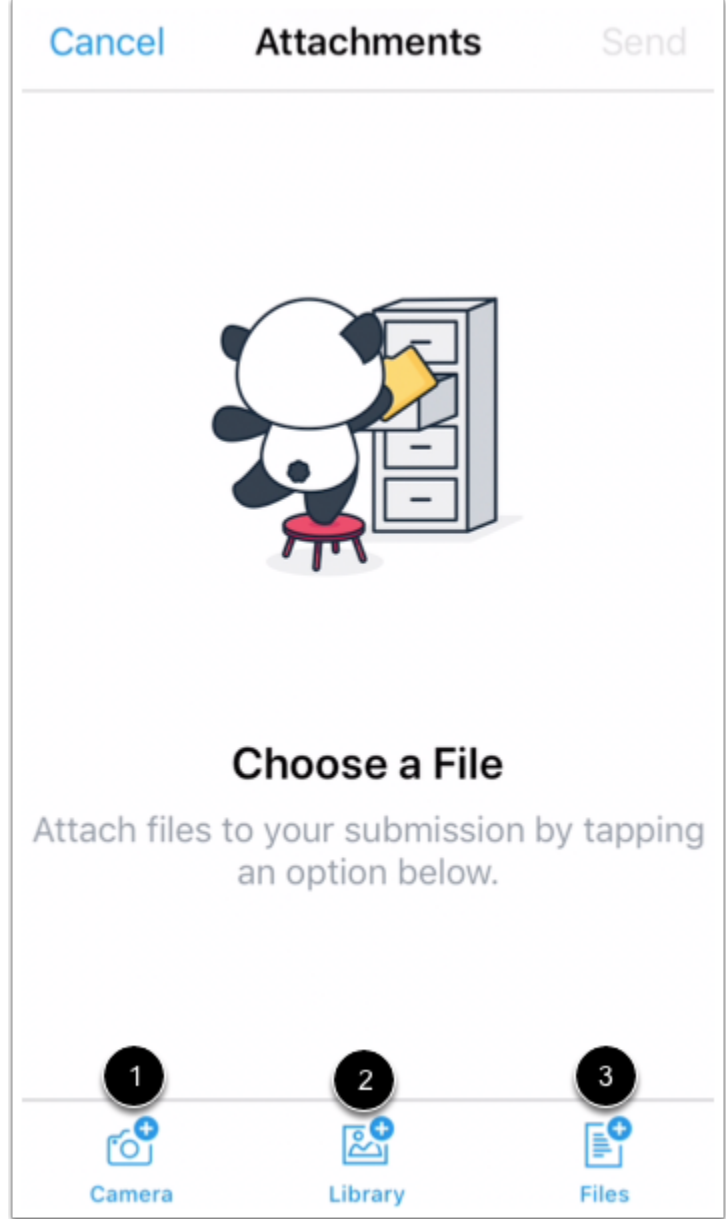 Cancel Attachments Send
Choose a File
Attach files to your submission by tapping
an option below.
1 2 3
Camera Library Files